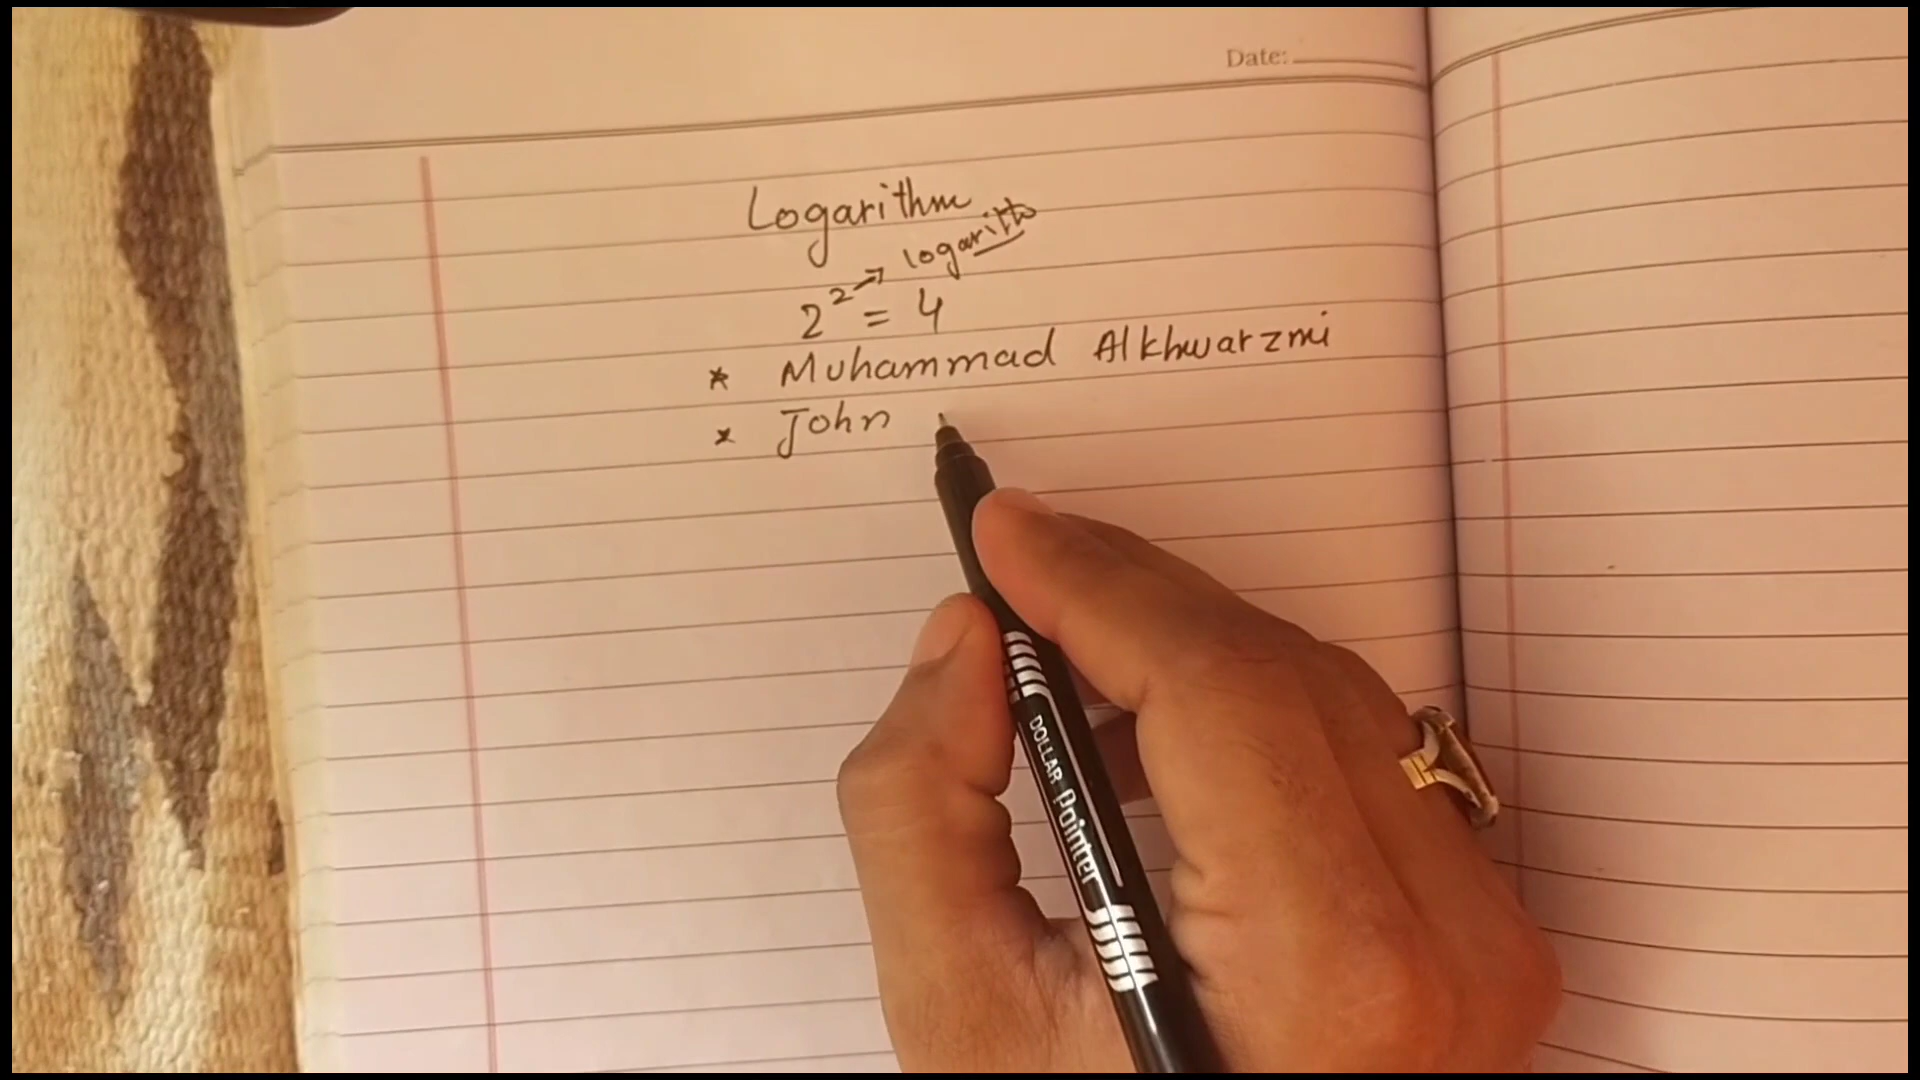 Date:
Logarithm
logarithm
2² = 4
* Muhammad Alkhwarzmi
* John
DOLLAR Pointer